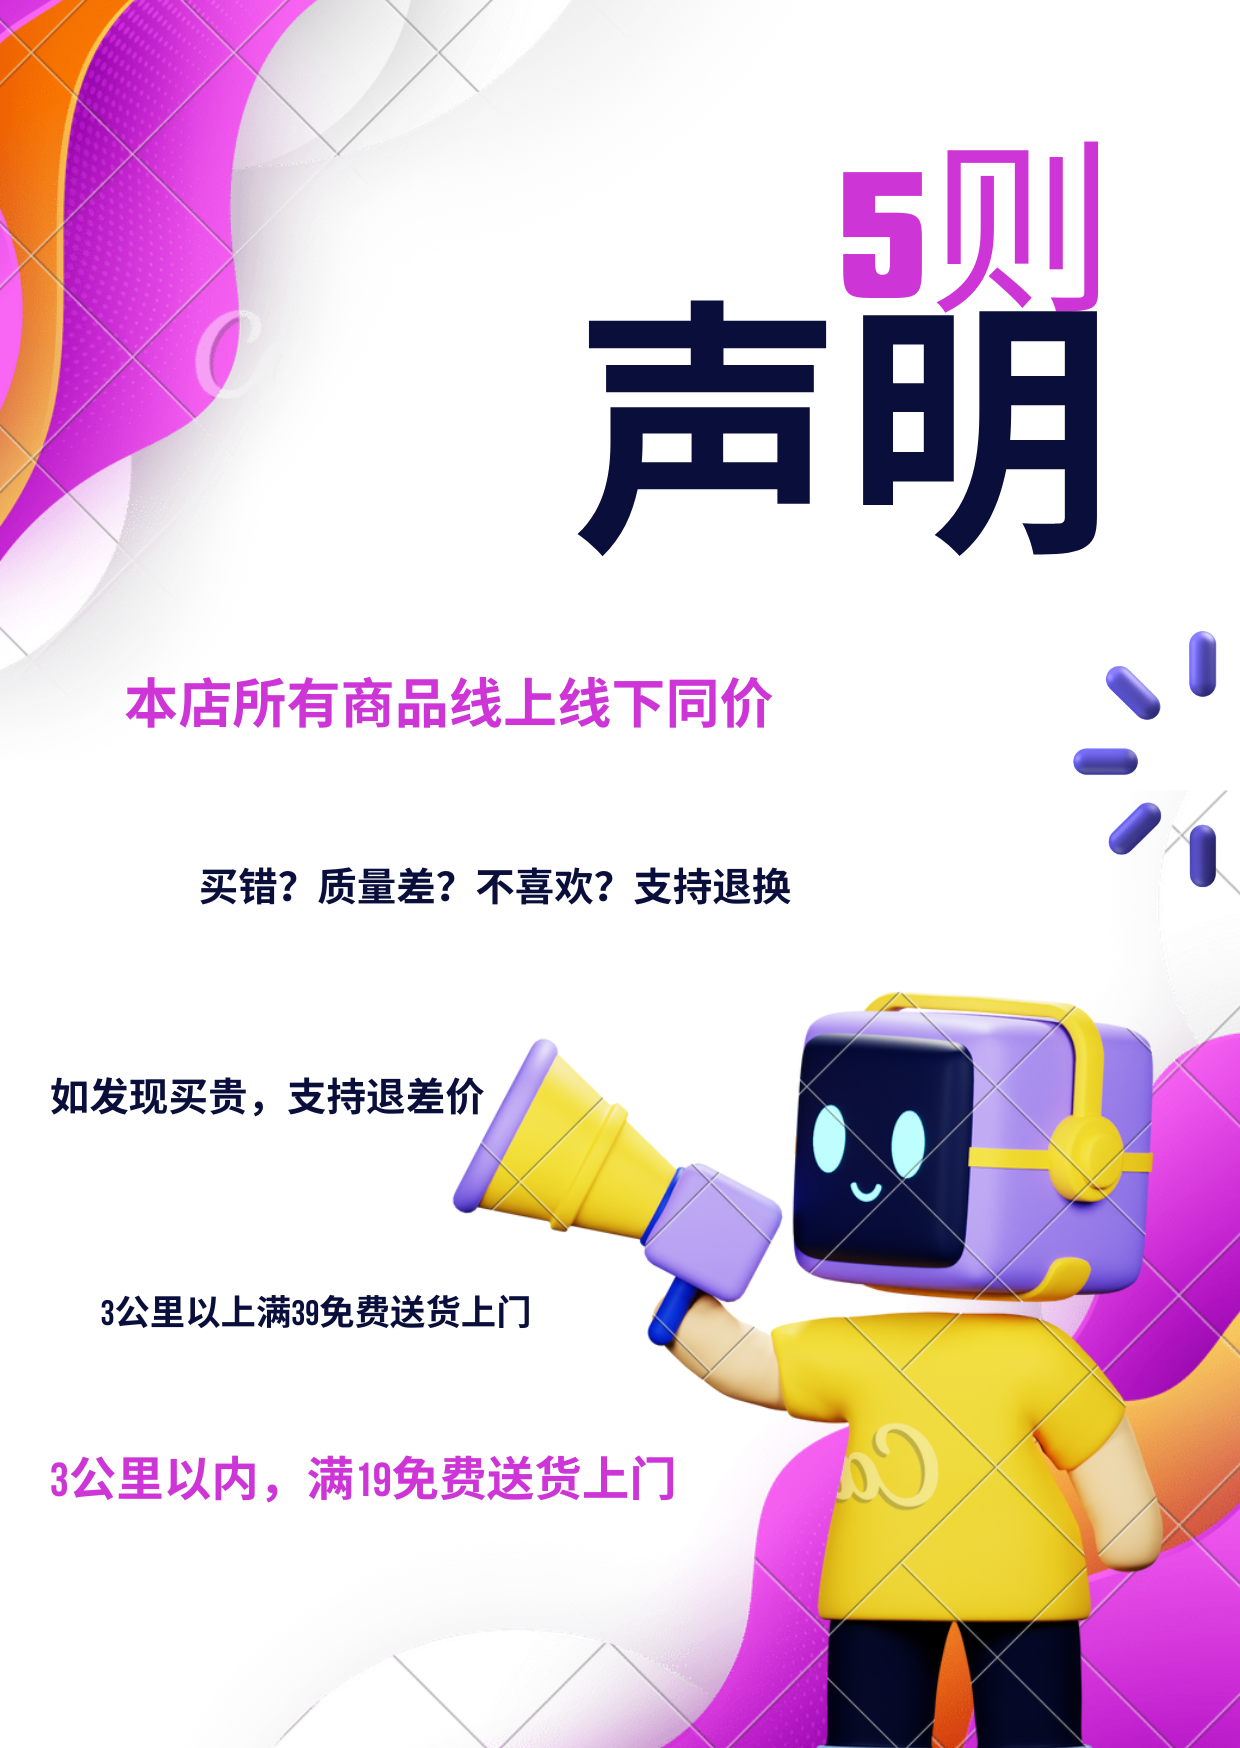 5则
声明
本店所有商品线上线下同价
买错？质量差？不喜欢？支持退换
如发现买贵，支持退差价
3公里以上满39免费送货上门
3公里以内，满19免费送货上门